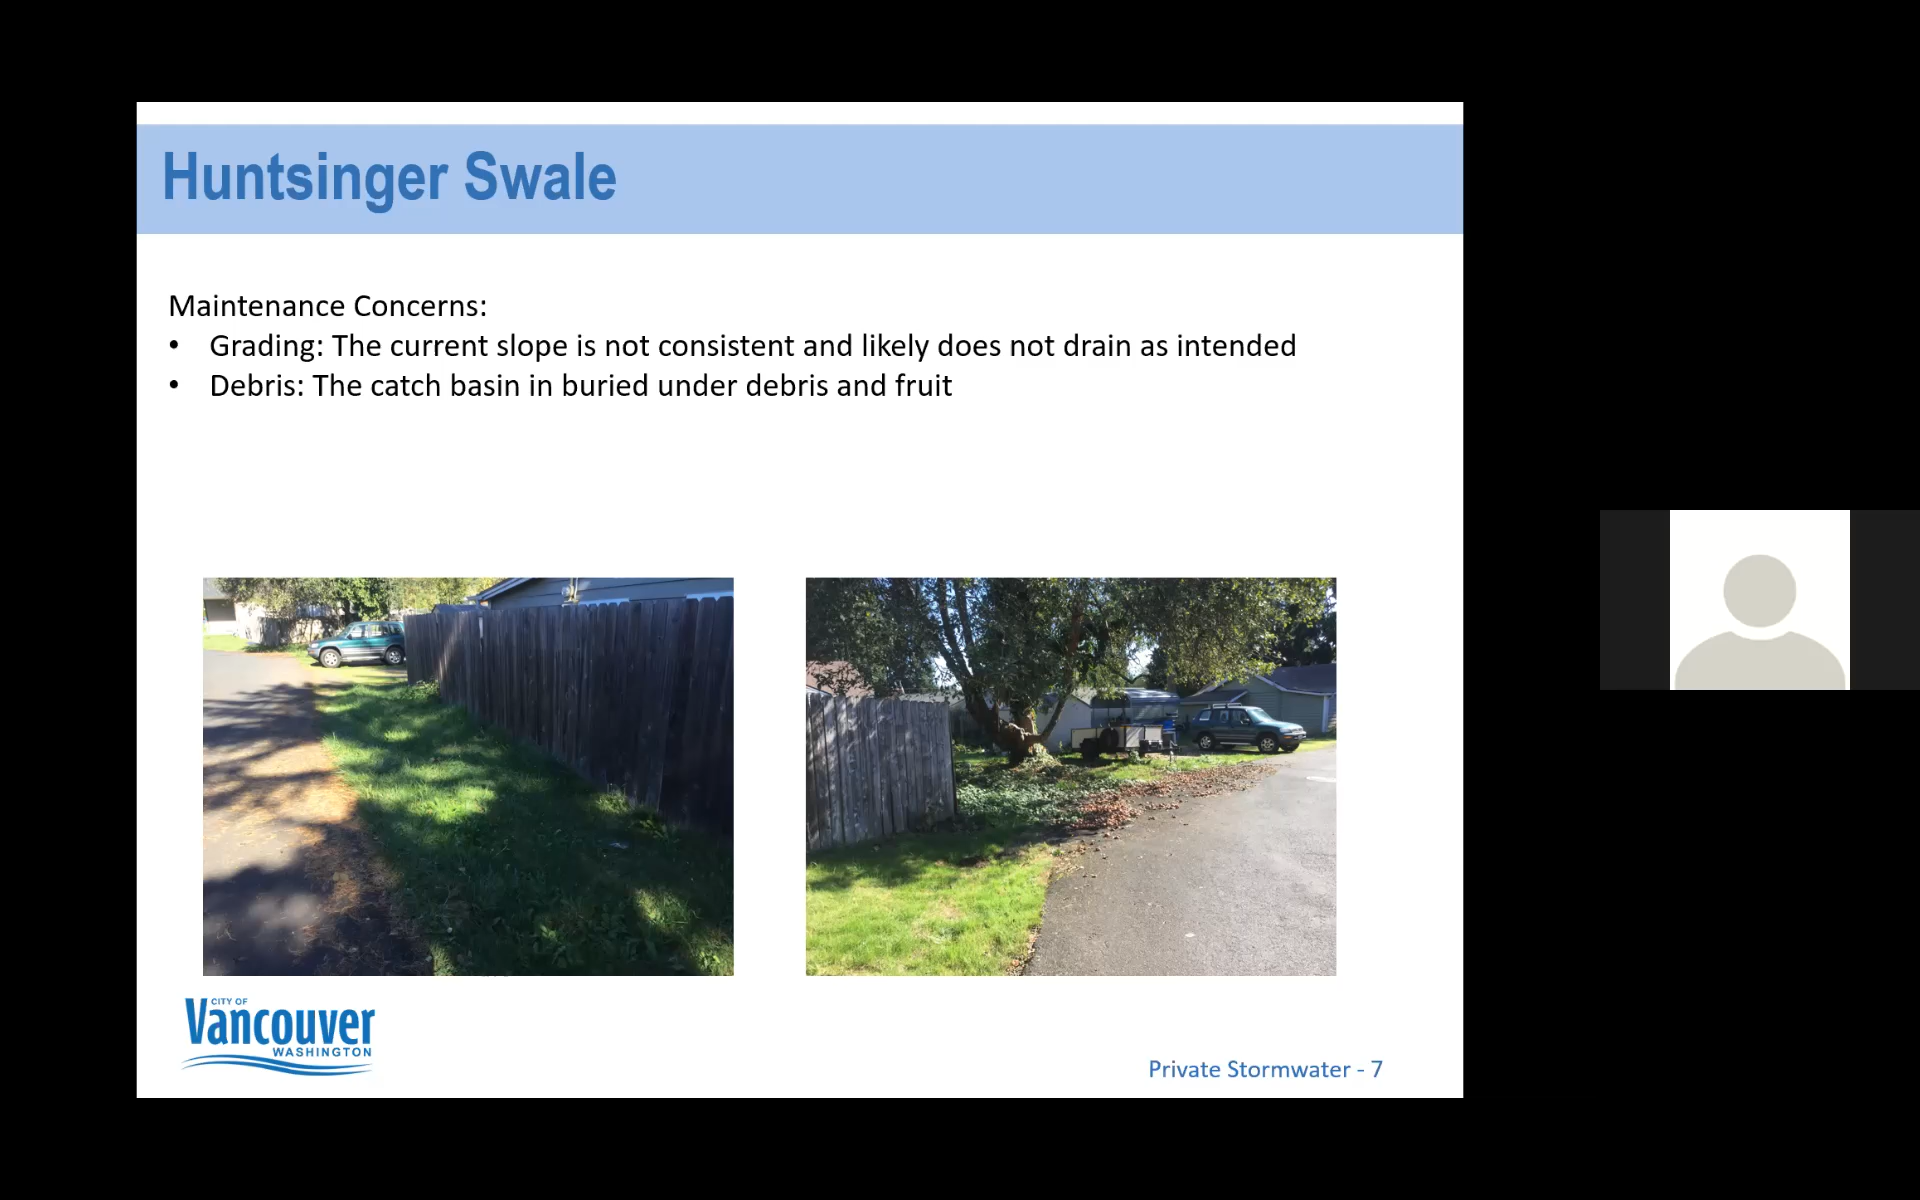 Huntsinger Swale
Maintenance Concerns:
• Grading: The current slope is not consistent and likely does not drain as intended
• Debris: The catch basin in buried under debris and fruit
CITY OF
Vancouver
WASHINGTON
Private Stormwater - 7